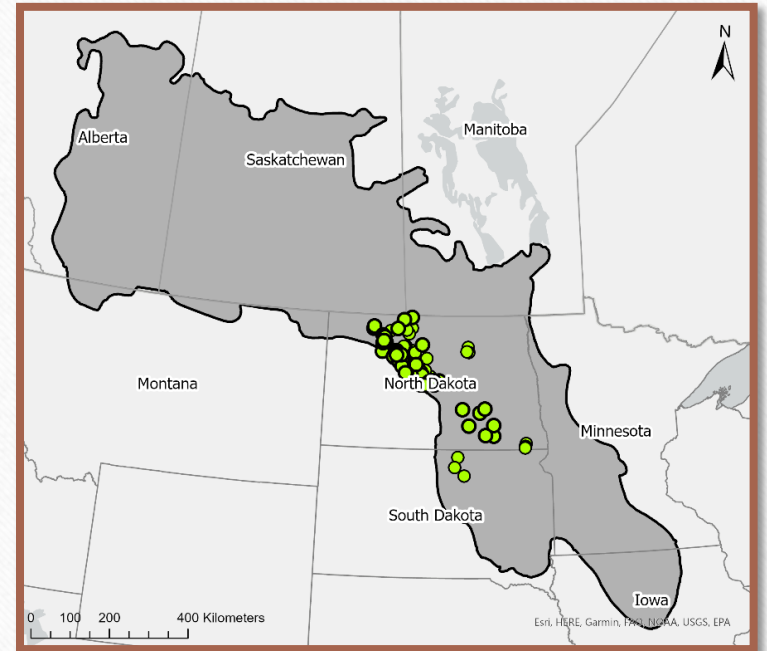 N
Manitoba
Alberta
Saskatchewan
Montana
North Dakota
Minnesota
South Dakota
Iowa
0 100 200 400 Kilometers
Esri, HERE, Garmin, FAO, NOAA, USGS, EPA